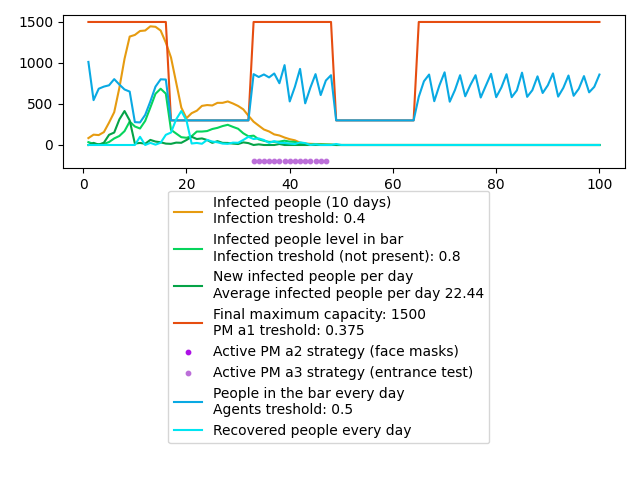 1500
1000
500
0
0
20
40
60
80
100
Infected people (10 days)
Infection treshold: 0.4
Infected people level in bar
Infection treshold (not present): 0.8
New infected people per day
Average infected people per day 22.44
Final maximum capacity: 1500
PM a1 treshold: 0.375
Active PM a2 strategy (face masks)
Active PM a3 strategy (entrance test)
People in the bar every day
Agents treshold: 0.5
Recovered people every day